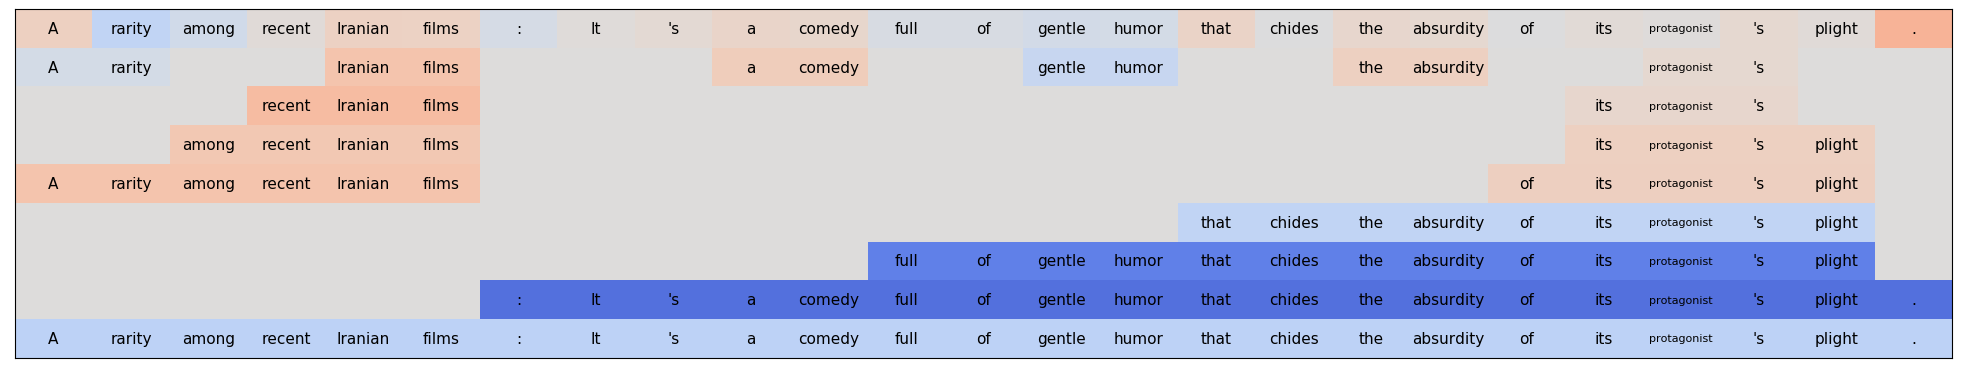 A rarity among recent Iranian films : It 's a comedy full of gentle humor that chides the absurdity of its protagonist 's plight .
A rarity Iranian films a comedy gentle humor the absurdity protagonist 's
recent Iranian films its protagonist 's
among recent Iranian films its protagonist 's plight
A rarity among recent Iranian films of its protagonist 's plight
that chides the absurdity of its protagonist 's plight
full of gentle humor that chides the absurdity of its protagonist 's plight
: It 's a comedy full of gentle humor that chides the absurdity of its protagonist 's plight .
A rarity among recent Iranian films : It 's a comedy full of gentle humor that chides the absurdity of its protagonist 's plight .